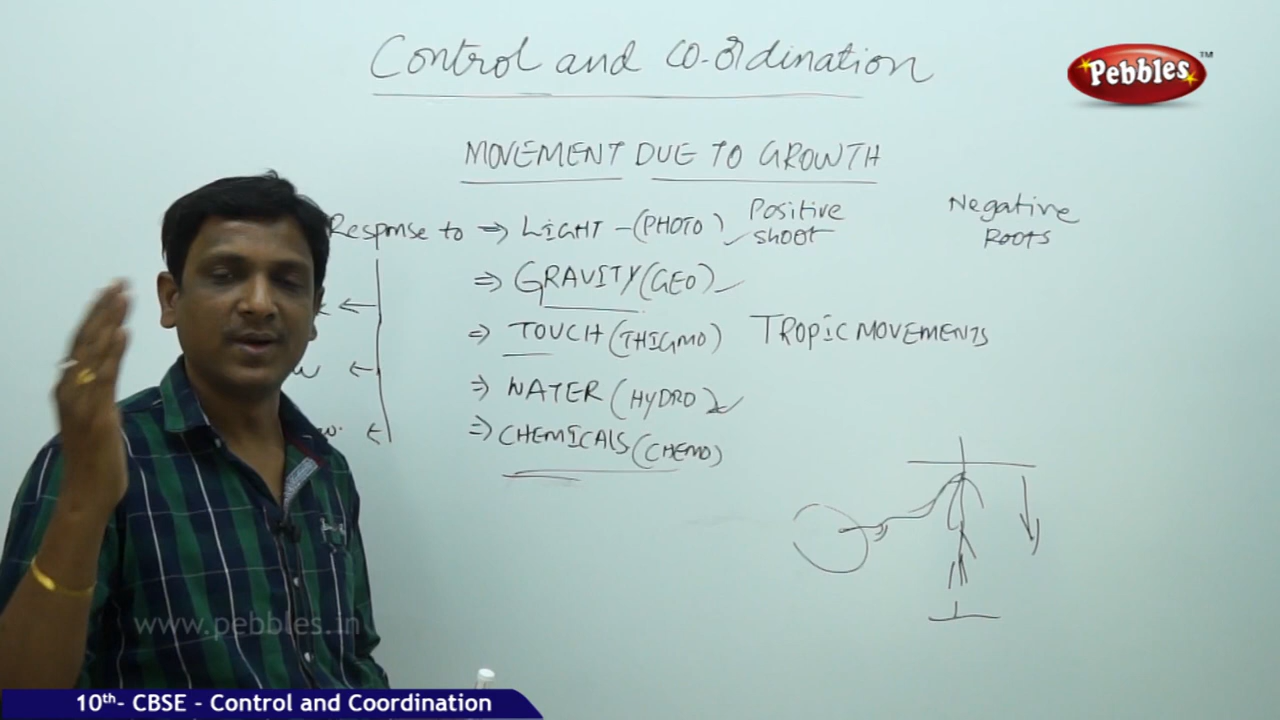 Control and co-ordination
Pebbles™
MOVEMENT DUE TO GROWTH
Response to ⇒ LIGHT - (PHOTO) Positive Negative
shoot Roots
⇒ GRAVITY (GEO)
⇒ TOUCH (THIGMO) TROPIC MOVEMENTS
⇒ WATER (HYDRO)
⇒ CHEMICALS (CHEMO)
www.pebbles.in
10th- CBSE - Control and Coordination